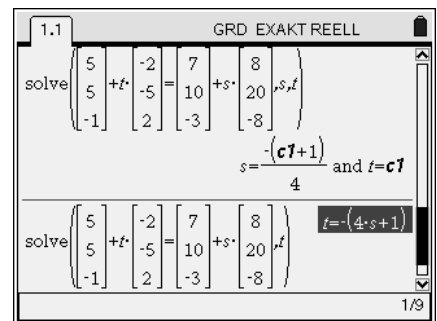 1.1 GRD EXAKT REELL
solve([5; 5; -1]+t·[-2; -5; 2]=[7; 10; -3]+s·[8; 20; -8],s,t)
s=-(c1+1)/4 and t=c1
solve([5; 5; -1]+t·[-2; -5; 2]=[7; 10; -3]+s·[8; 20; -8],t) t=-(4·s+1)
1/9